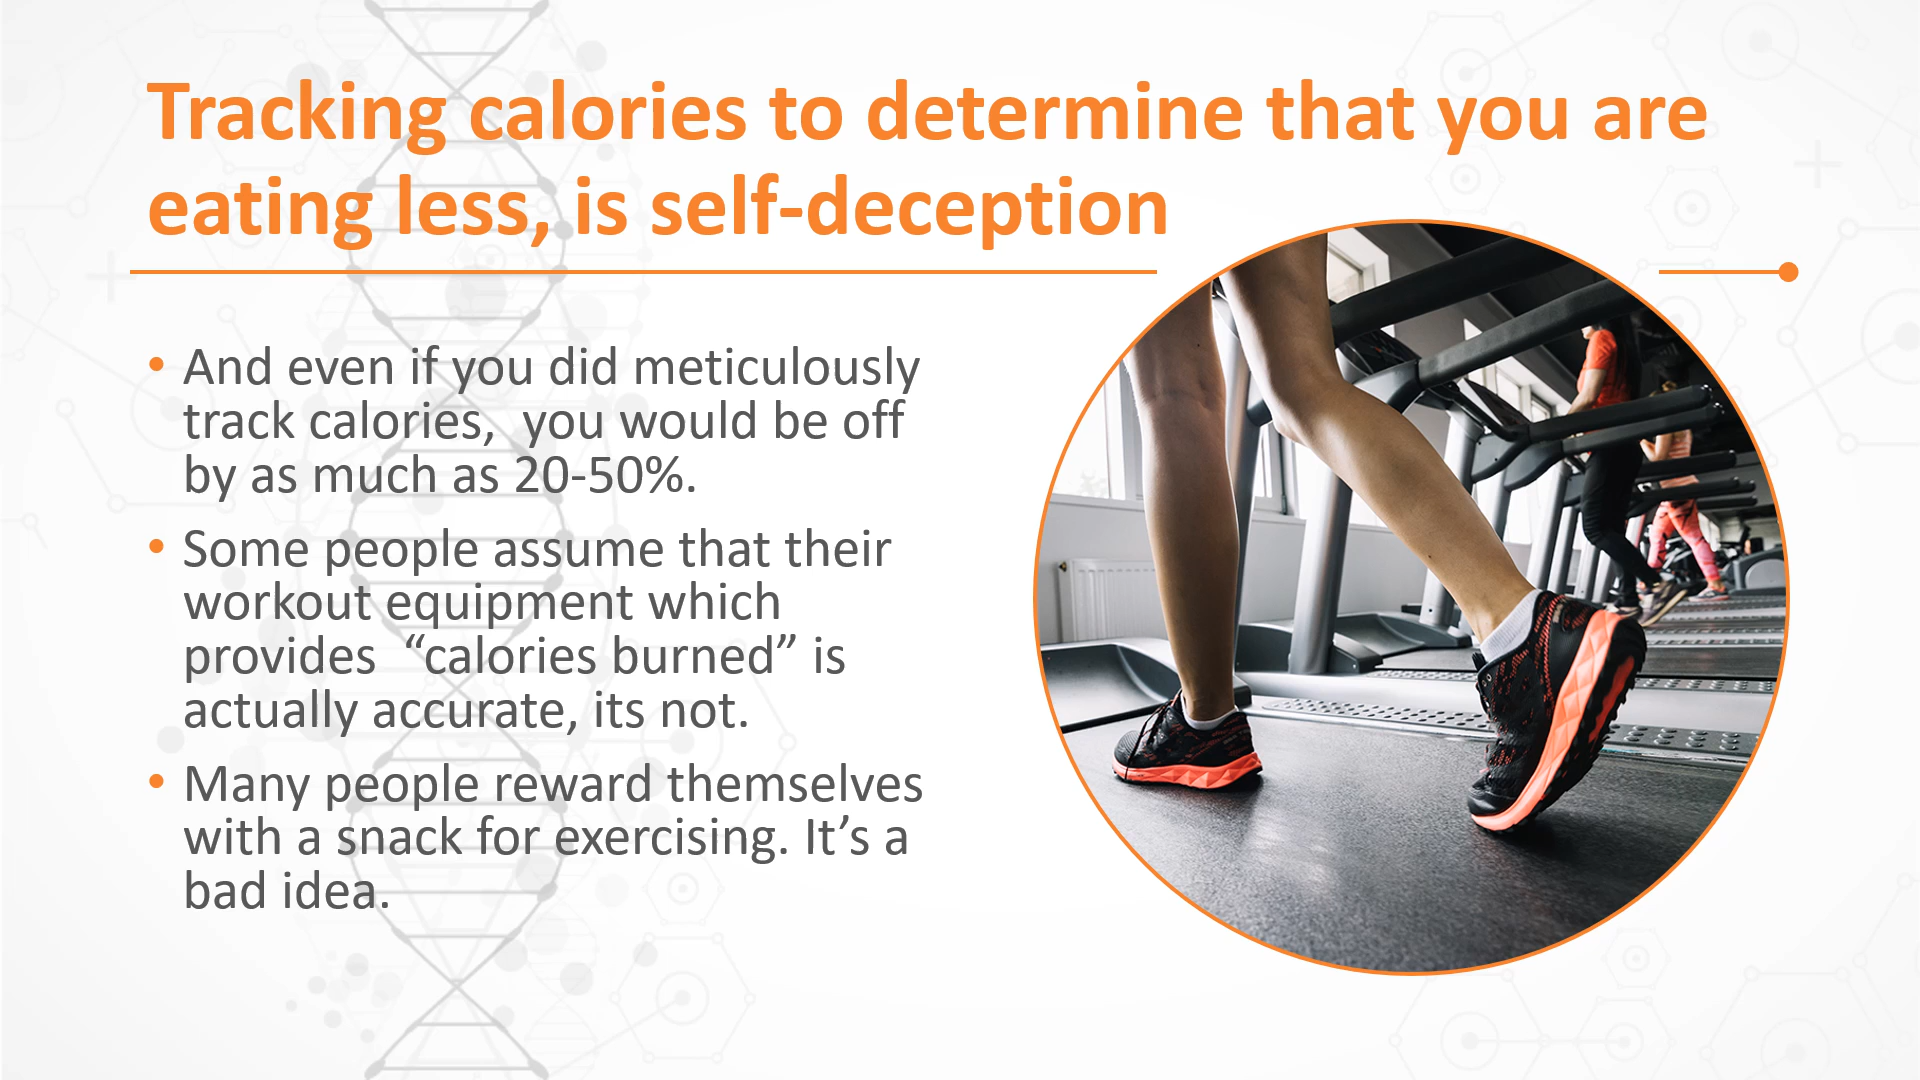 Tracking calories to determine that you are
eating less, is self-deception
• And even if you did meticulously
track calories,  you would be off
by as much as 20-50%.
• Some people assume that their
workout equipment which
provides  “calories burned” is
actually accurate, its not.
• Many people reward themselves
with a snack for exercising. It’s a
bad idea.